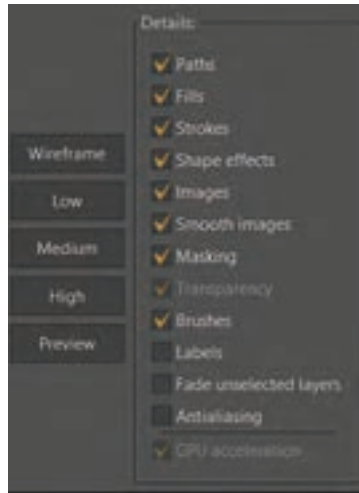 Details:
Paths
Fills
Strokes
Shape effects
Images
Smooth images
Masking
Transparency
Brushes
Labels
Fade unselected layers
Antialiasing
GPU acceleration
Wireframe
Low
Medium
High
Preview